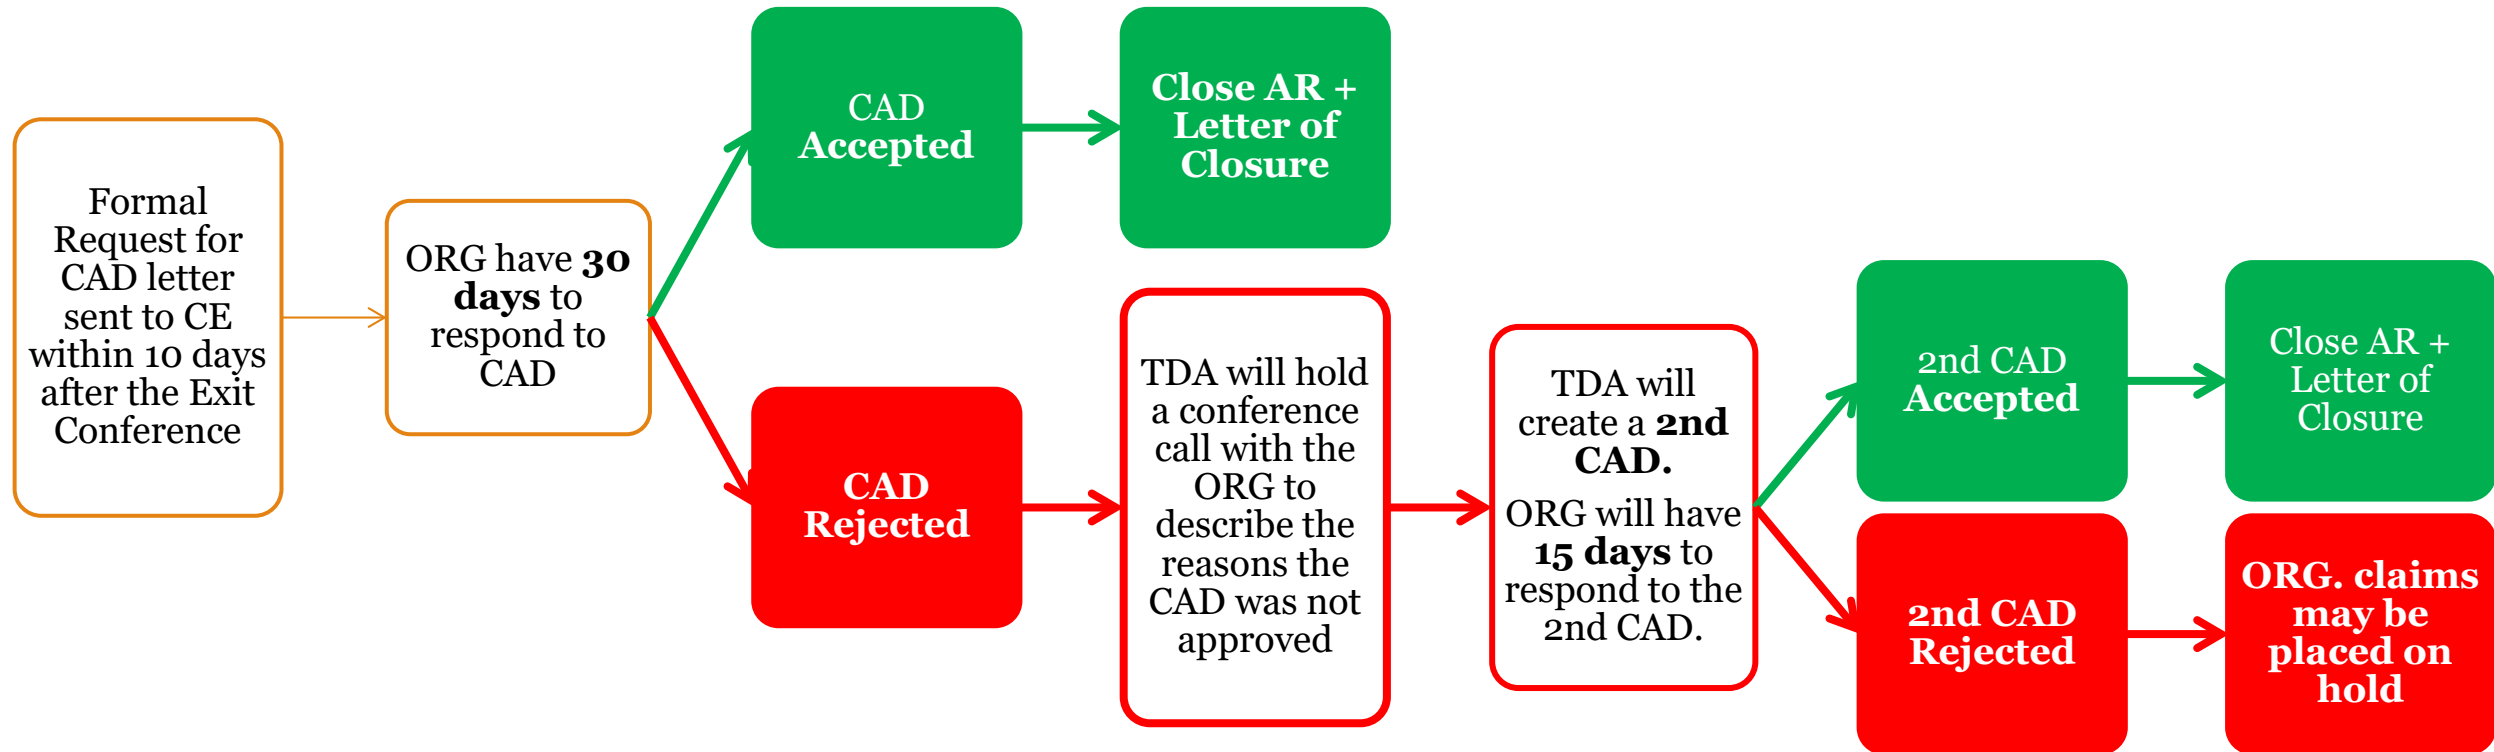 Formal
Request for
CAD letter
sent to CE
within 10 days
after the Exit
Conference
ORG have 30
days to
respond to
CAD
CAD
Accepted
Close AR +
Letter of
Closure
CAD
Rejected
TDA will hold
a conference
call with the
ORG to
describe the
reasons the
CAD was not
approved
TDA will
create a 2nd
CAD.
ORG will have
15 days to
respond to the
2nd CAD.
2nd CAD
Accepted
Close AR +
Letter of
Closure
2nd CAD
Rejected
ORG. claims
may be
placed on
hold